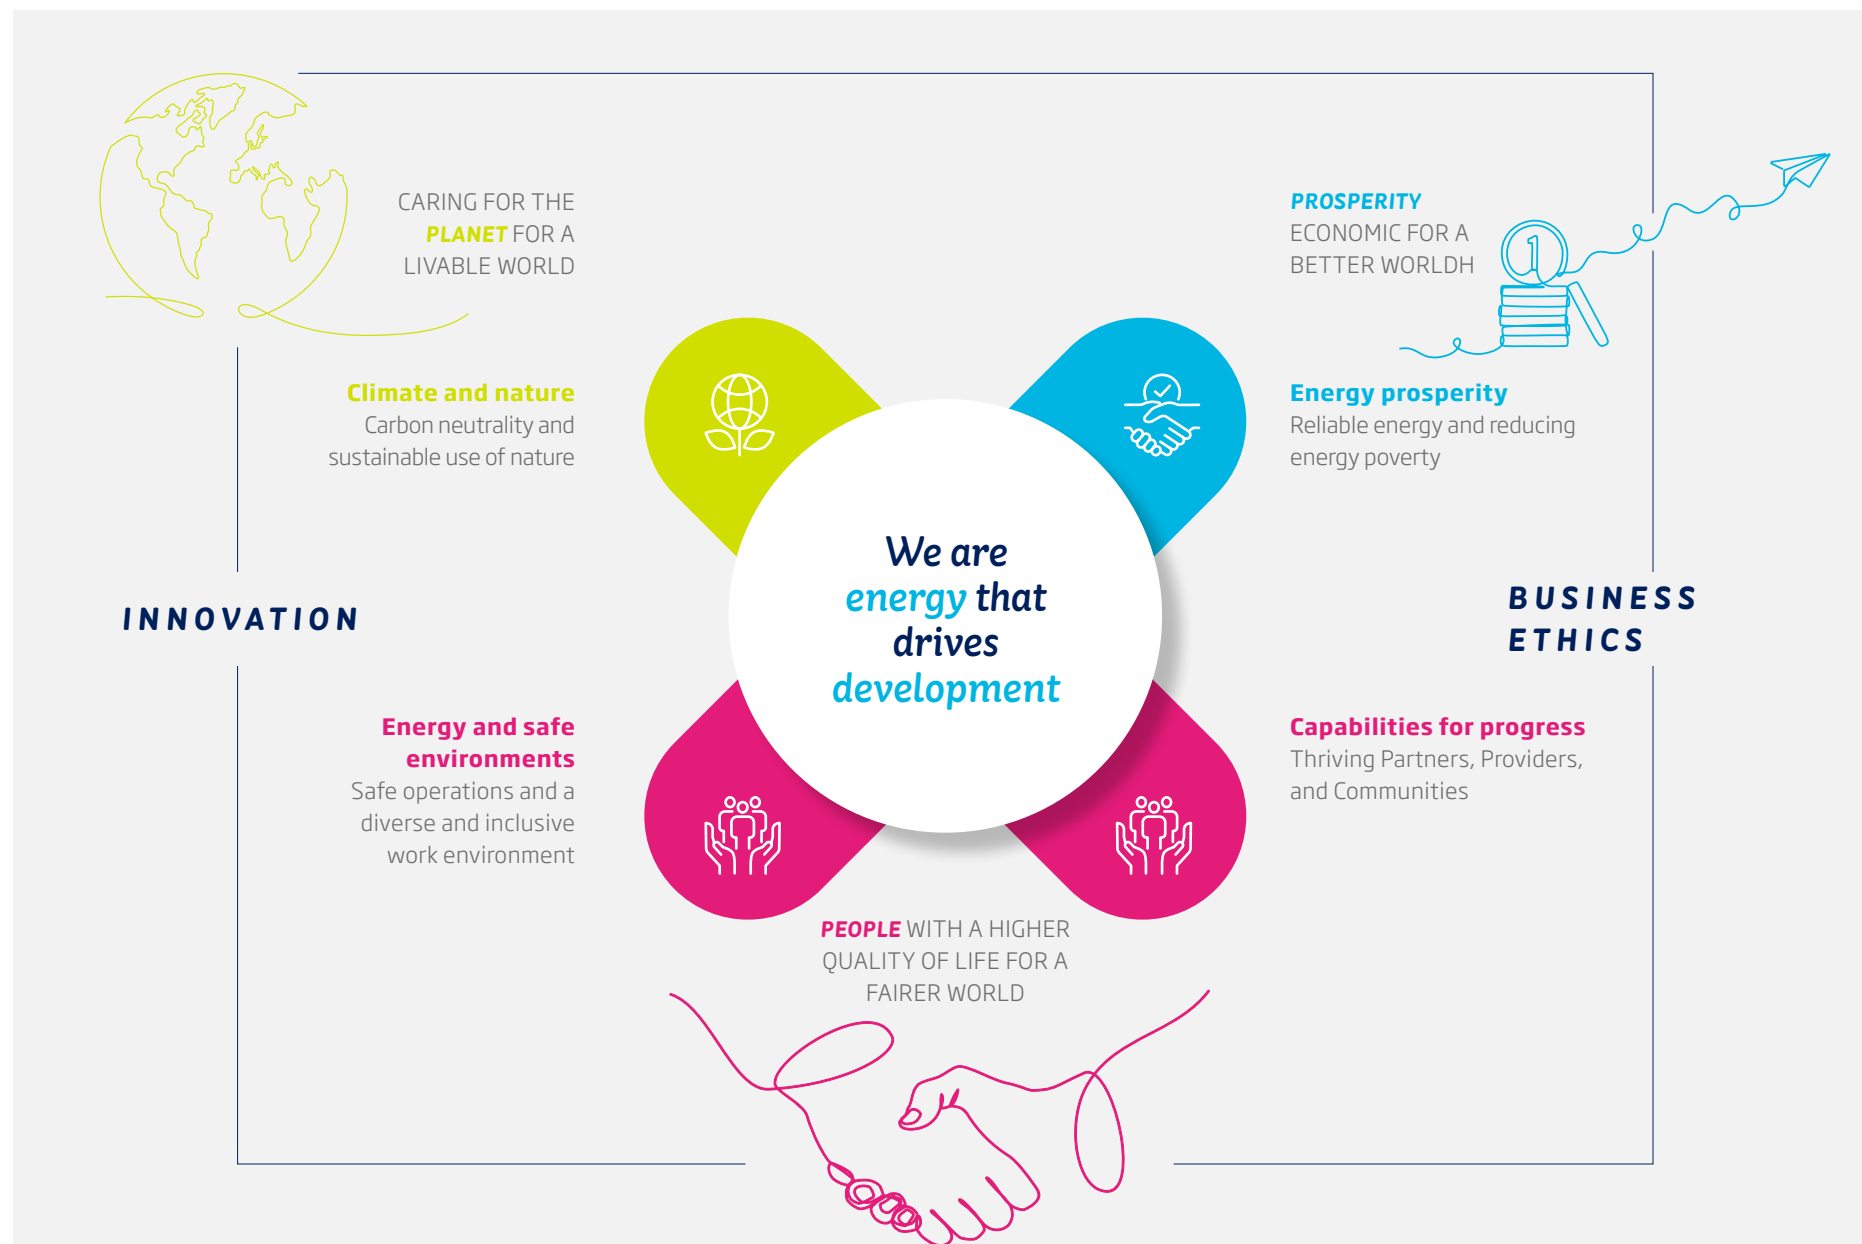 CARING FOR THE
PLANET FOR A
LIVABLE WORLD
PROSPERITY
ECONOMIC FOR A
BETTER WORLDH
1
Climate and nature
Carbon neutrality and
sustainable use of nature
Energy prosperity
Reliable energy and reducing
energy poverty
We are
energy that
drives
development
INNOVATION
BUSINESS
ETHICS
Energy and safe
environments
Safe operations and a
diverse and inclusive
work environment
Capabilities for progress
Thriving Partners, Providers,
and Communities
PEOPLE WITH A HIGHER
QUALITY OF LIFE FOR A
FAIRER WORLD